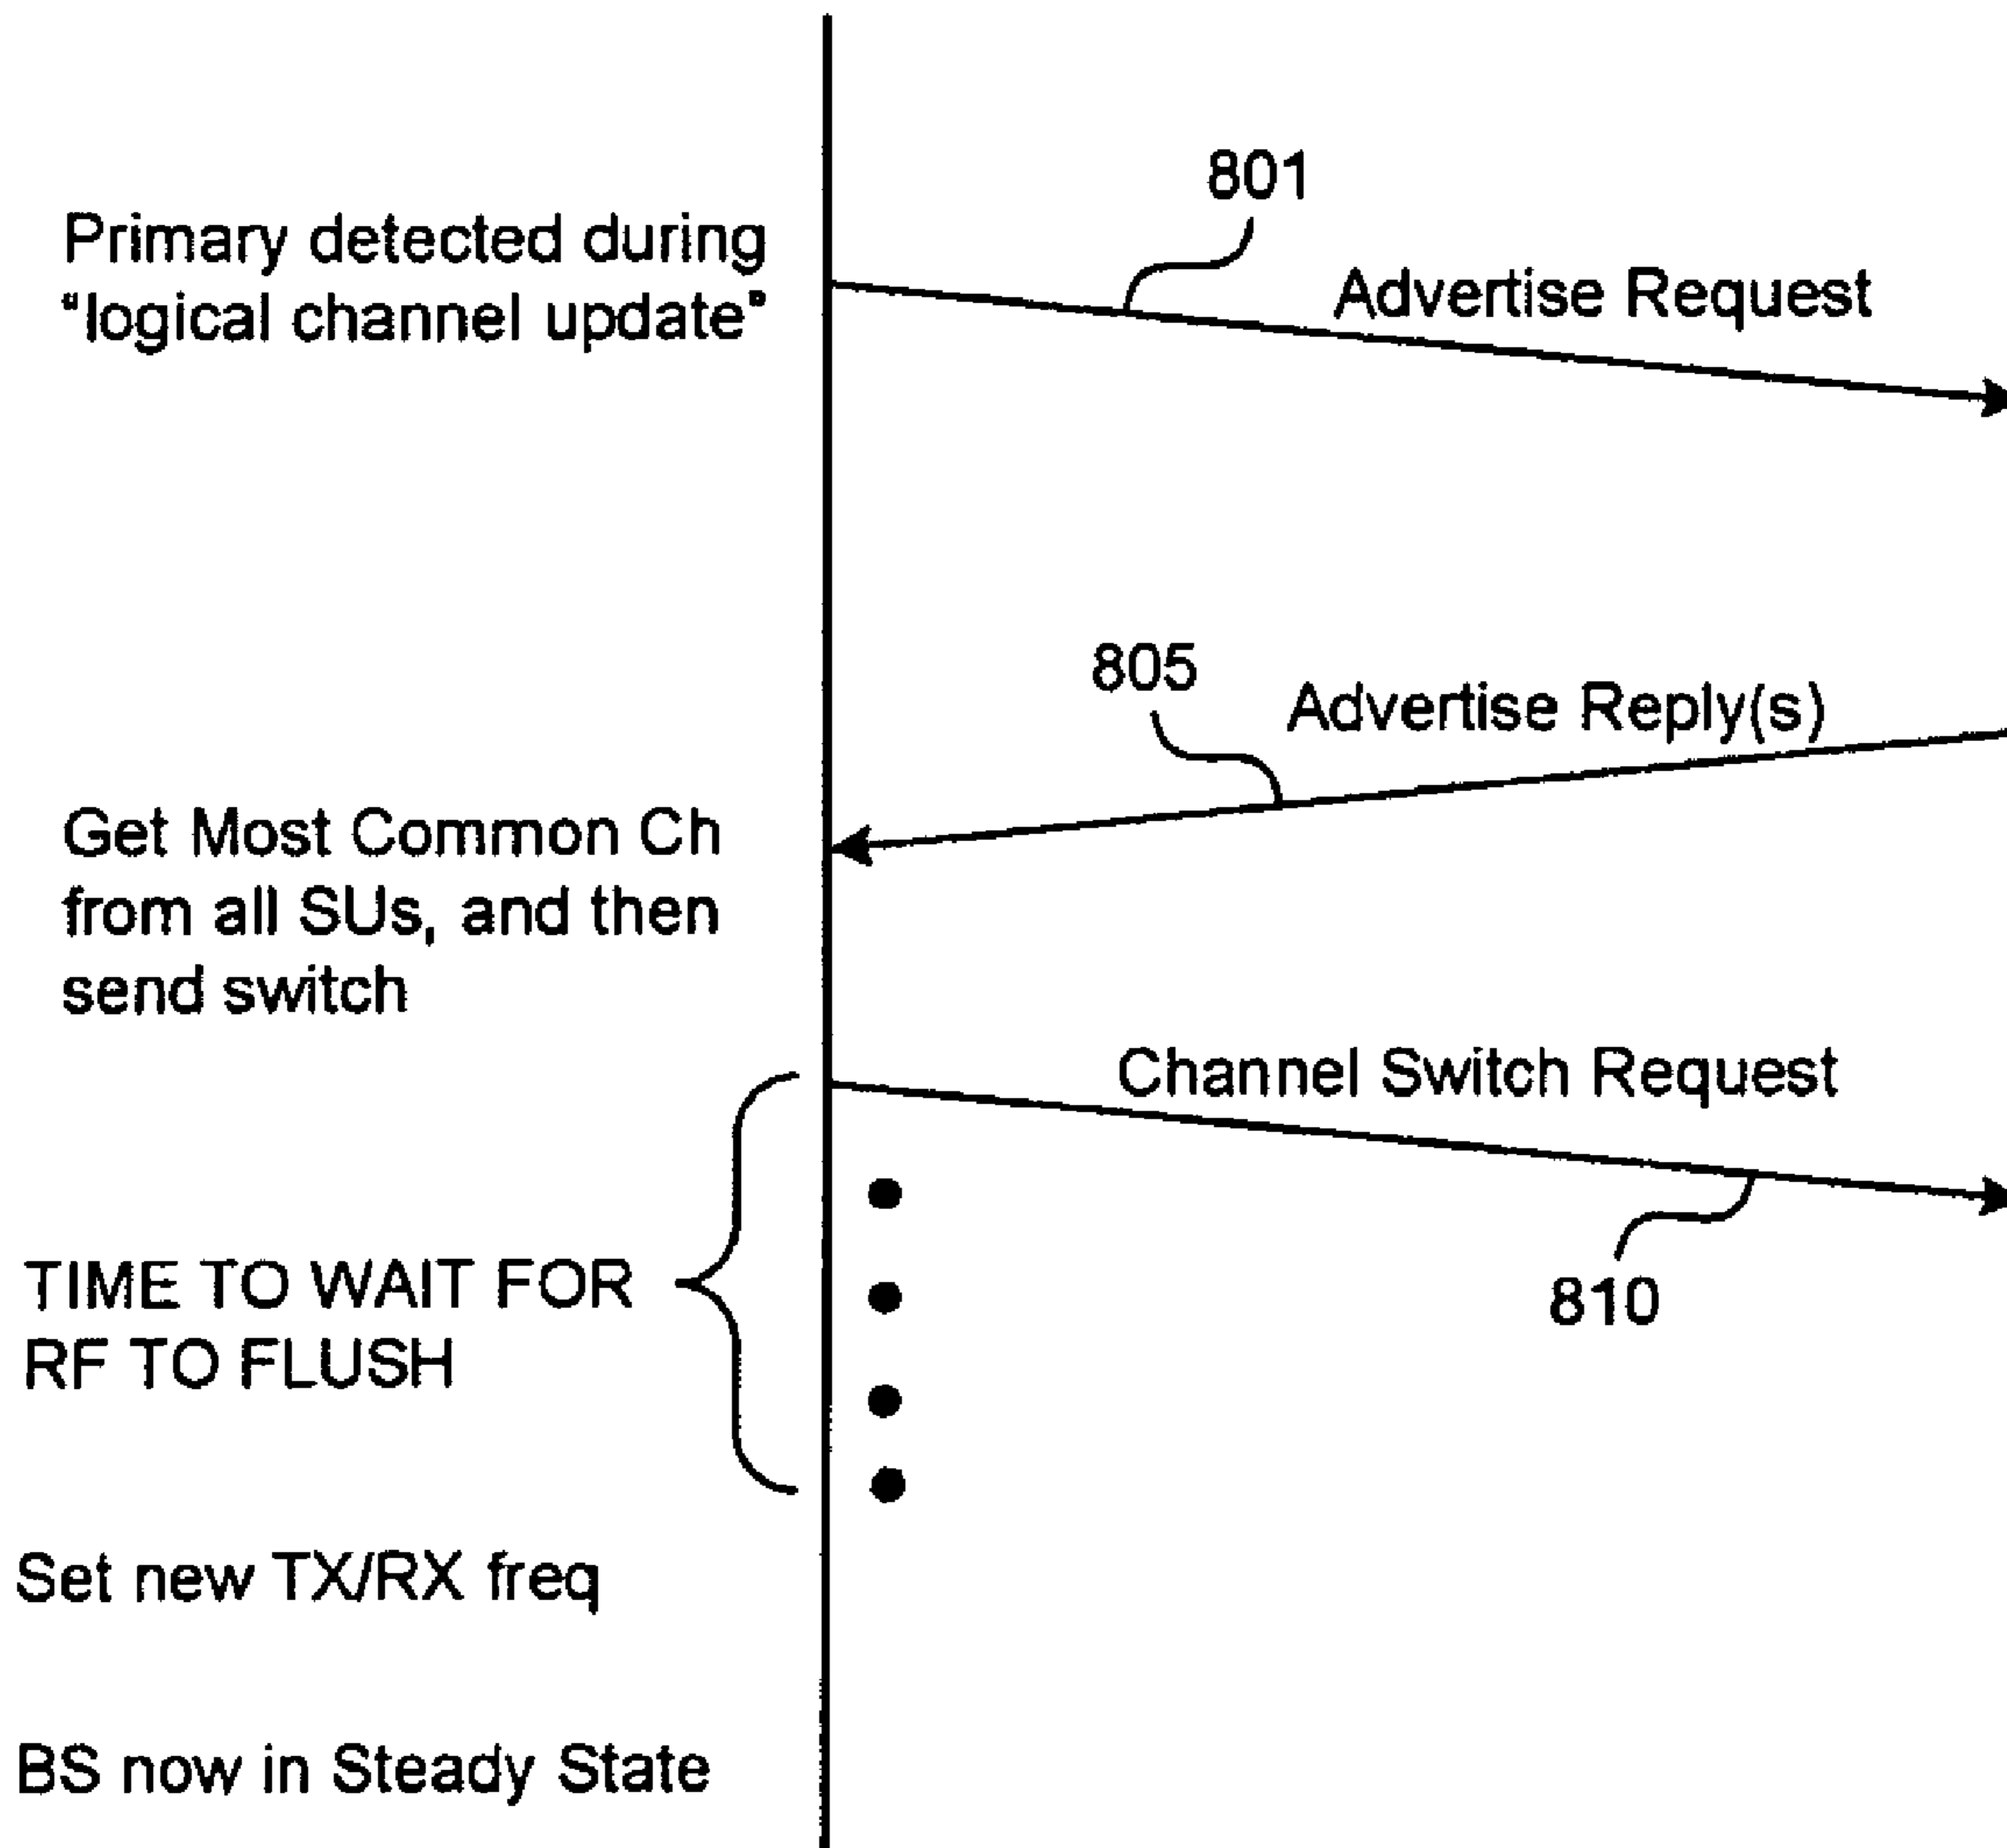 801
Primary detected during
"logical channel update"
Advertise Request
805
Advertise Reply(s)
Get Most Common Ch
from all SUs, and then
send switch
Channel Switch Request
TIME TO WAIT FOR
RF TO FLUSH
810
Set new TX/RX freq
BS now in Steady State